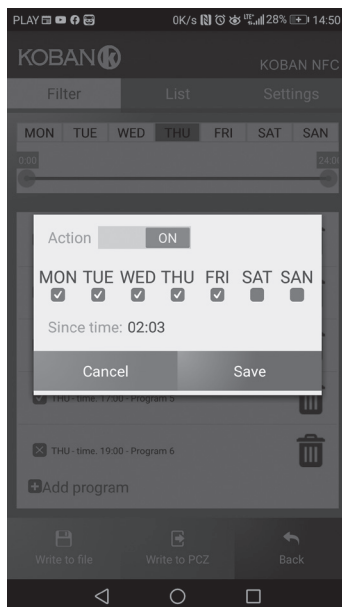 PLAY 0K/s 28% 14:50
KOBAN K
KOBAN NFC
Filter List Settings
MON TUE WED THU FRI SAT SAN
0:00 24:0
Action ON
MON TUE WED THU FRI SAT SAN
Since time: 02:03
Cancel Save
THU- time. 17:00 - Program 5
THU - time. 19:00 - Program 6
Add program
Write to file Write to PCZ Back